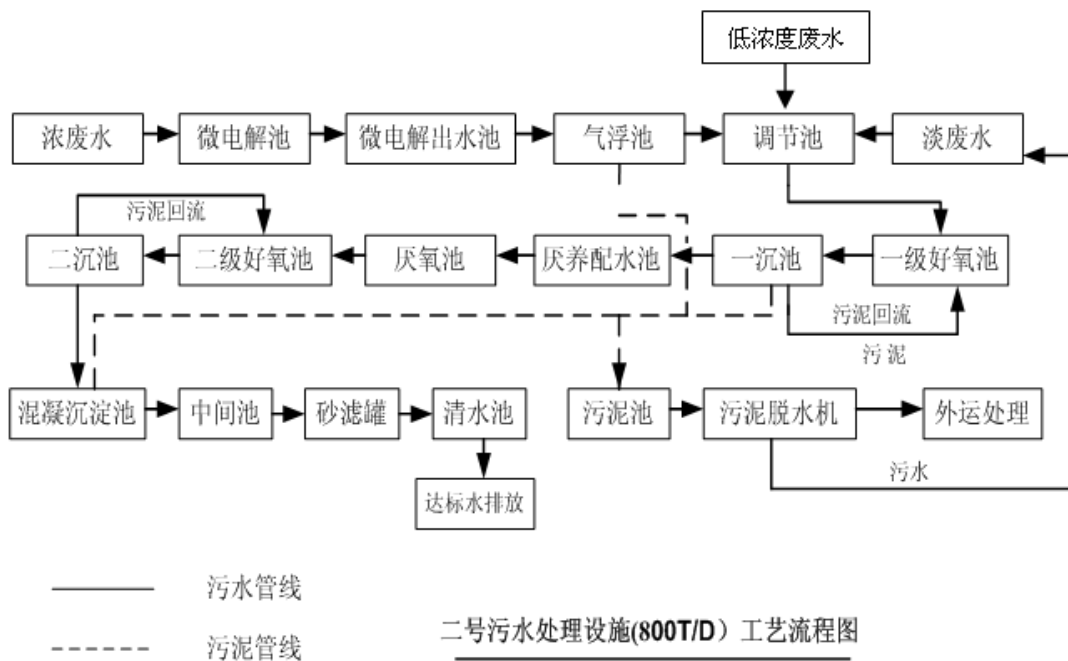 低浓度废水
浓废水
微电解池
微电解出水池
气浮池
调节池
淡废水
污泥回流
二沉池
二级好氧池
厌氧池
厌养配水池
一沉池
一级好氧池
污泥回流
污泥
混凝沉淀池
中间池
砂滤罐
清水池
污泥池
污泥脱水机
外运处理
污水
达标水排放
污水管线
污泥管线
二号污水处理设施(800T/D）工艺流程图